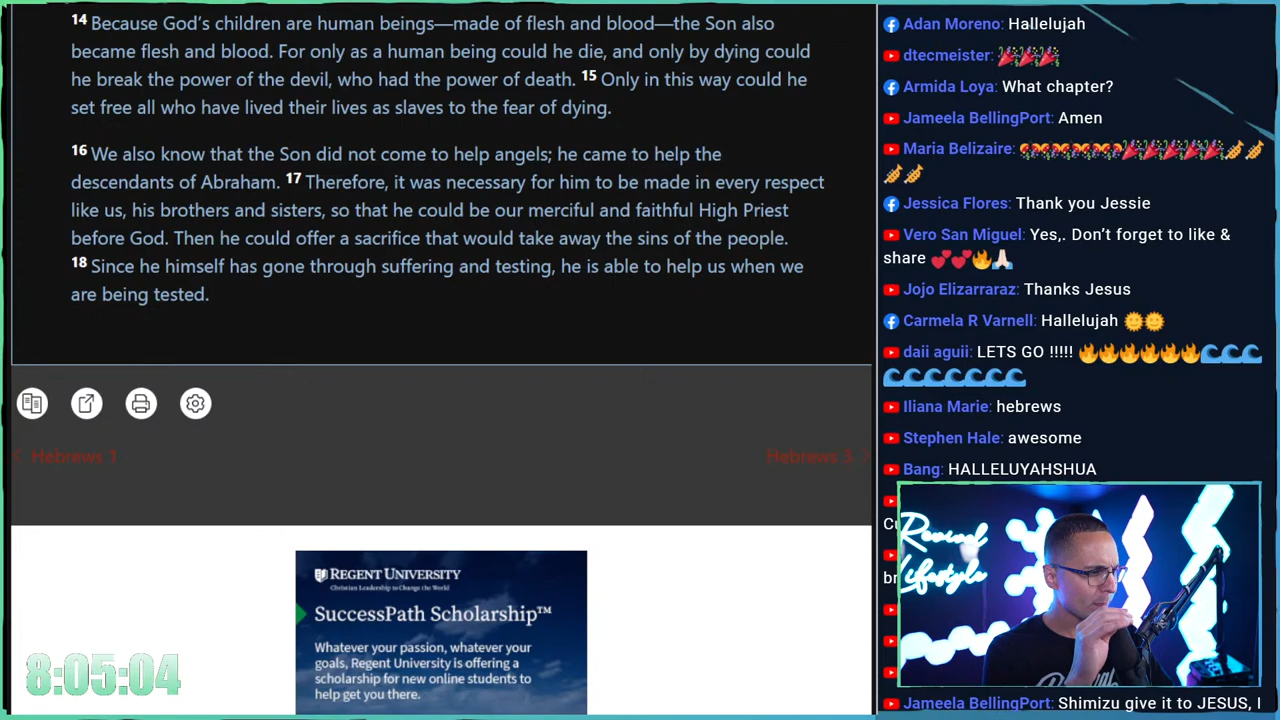 14 Because God’s children are human beings—made of flesh and blood—the Son also
became flesh and blood. For only as a human being could he die, and only by dying could
he break the power of the devil, who had the power of death. 15 Only in this way could he
set free all who have lived their lives as slaves to the fear of dying.
16 We also know that the Son did not come to help angels; he came to help the
descendants of Abraham. 17 Therefore, it was necessary for him to be made in every respect
like us, his brothers and sisters, so that he could be our merciful and faithful High Priest
before God. Then he could offer a sacrifice that would take away the sins of the people.
18 Since he himself has gone through suffering and testing, he is able to help us when we
are being tested.
Hebrews 1
Hebrews 3
REGENT UNIVERSITY
Christian Leadership to Change the World
SuccessPath Scholarship™
Whatever your passion, whatever your
goals, Regent University is offering a
scholarship for new online students to
help get you there.
8:05:04
Adan Moreno: Hallelujah
dtecmeister: 🎉🎉🎉
Armida Loya: What chapter?
Jameela BellingPort: Amen
Maria Belizaire:
Jessica Flores: Thank you Jessie
Vero San Miguel: Yes,. Don’t forget to like &
share 💕💕🔥🙏🏻
Jojo Elizarraraz: Thanks Jesus
Carmela R Varnell: Hallelujah 🌞🌞
daii aguii: LETS GO !!!!! 🔥🔥🔥🔥🔥🔥🌊🌊🌊
🌊🌊🌊🌊🌊🌊🌊
Iliana Marie: hebrews
Stephen Hale: awesome
Bang: HALLELUYAHSHUA
Revival
Lifestyle
Jameela BellingPort: Shimizu give it to JESUS, I